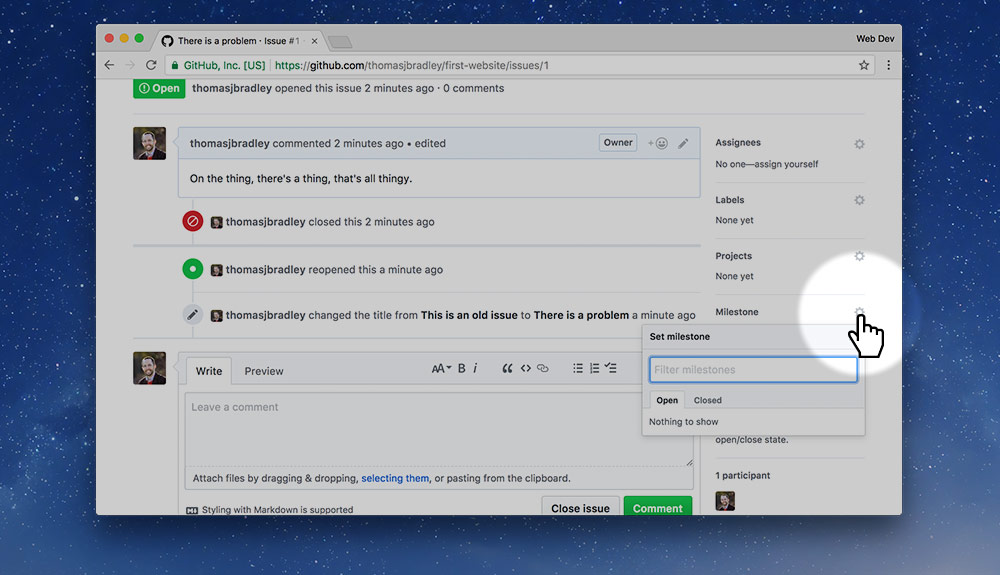 There is a problem · Issue #1 ·
Web Dev
GitHub, Inc. [US] | https://github.com/thomasjbradley/first-website/issues/1
Open thomasjbradley opened this issue 2 minutes ago · 0 comments
thomasjbradley commented 2 minutes ago • edited
Owner
On the thing, there's a thing, that's all thingy.
thomasjbradley closed this 2 minutes ago
thomasjbradley reopened this a minute ago
thomasjbradley changed the title from This is an old issue to There is a problem a minute ago
Write Preview
AA B i
Leave a comment
Attach files by dragging & dropping, selecting them, or pasting from the clipboard.
Styling with Markdown is supported
Close issue Comment
Assignees
No one—assign yourself
Labels
None yet
Projects
None yet
Milestone
Set milestone
Filter milestones
Open Closed
Nothing to show
open/close state.
1 participant